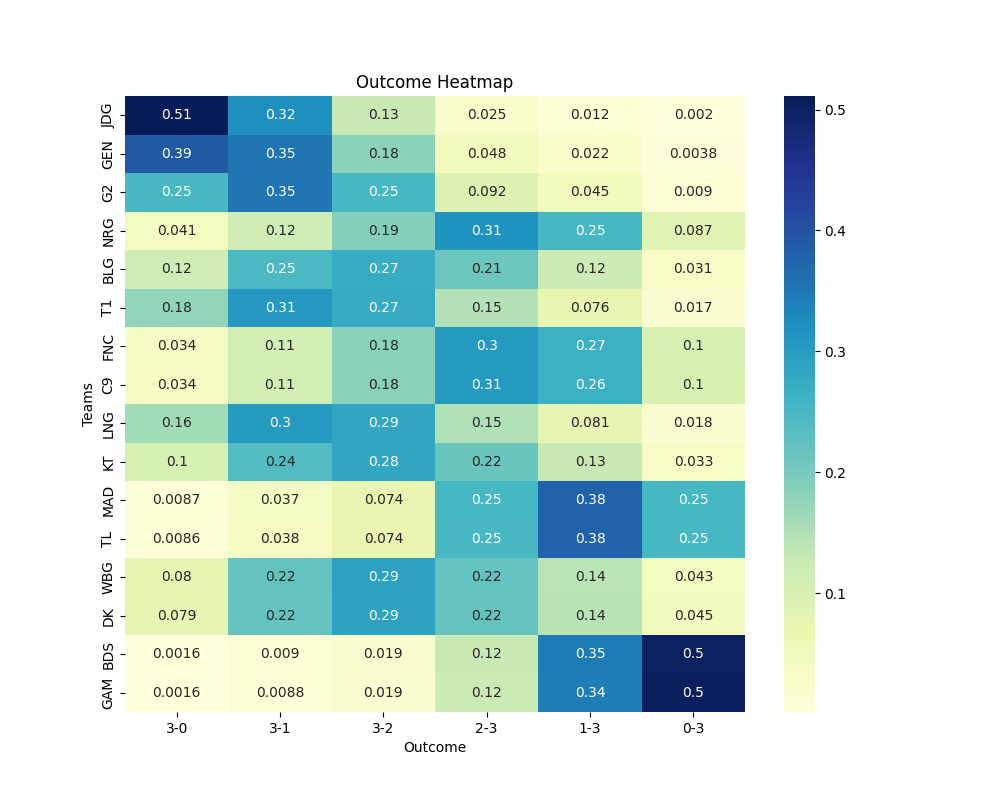 Outcome Heatmap
JDG 0.51 0.32 0.13 0.025 0.012 0.002
GEN 0.39 0.35 0.18 0.048 0.022 0.0038
G2 0.25 0.35 0.25 0.092 0.045 0.009
NRG 0.041 0.12 0.19 0.31 0.25 0.087
BLG 0.12 0.25 0.27 0.21 0.12 0.031
T1 0.18 0.31 0.27 0.15 0.076 0.017
FNC 0.034 0.11 0.18 0.3 0.27 0.1
C9 0.034 0.11 0.18 0.31 0.26 0.1
LNG 0.16 0.3 0.29 0.15 0.081 0.018
KT 0.1 0.24 0.28 0.22 0.13 0.033
MAD 0.0087 0.037 0.074 0.25 0.38 0.25
TL 0.0086 0.038 0.074 0.25 0.38 0.25
WBG 0.08 0.22 0.29 0.22 0.14 0.043
DK 0.079 0.22 0.29 0.22 0.14 0.045
BDS 0.0016 0.009 0.019 0.12 0.35 0.5
GAM 0.0016 0.0088 0.019 0.12 0.34 0.5
Teams
3-0 3-1 3-2 2-3 1-3 0-3
Outcome
0.5
0.4
0.3
0.2
0.1